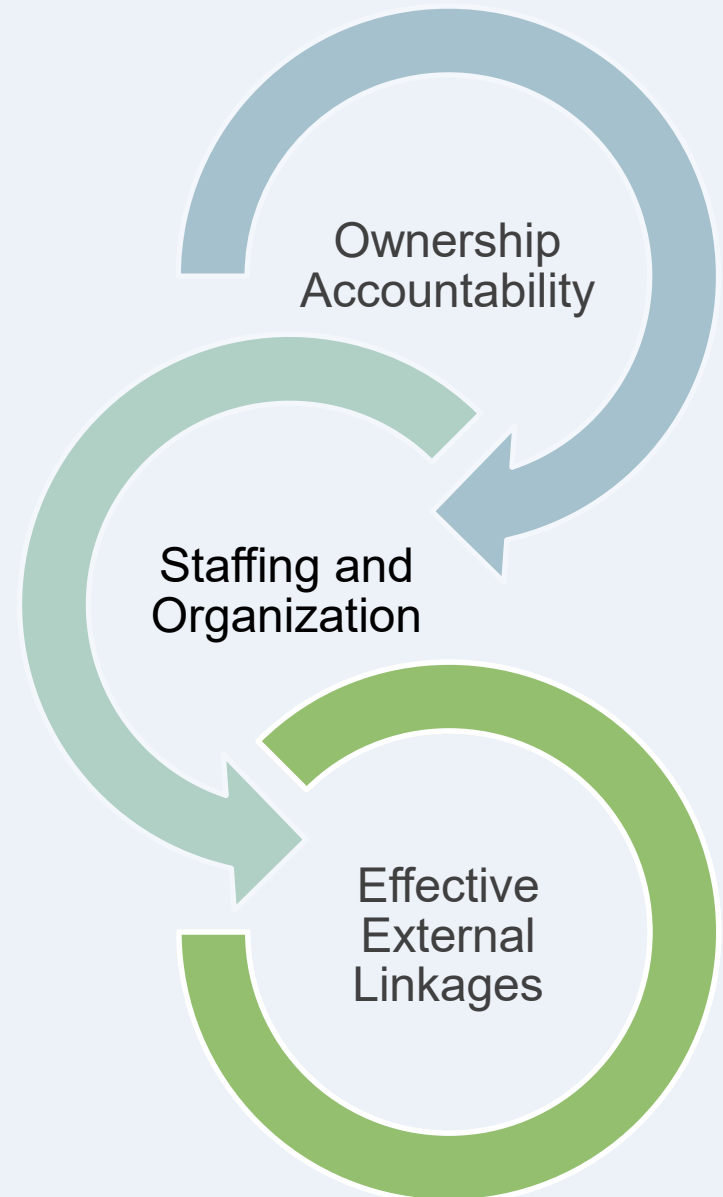 Ownership
Accountability
Staffing and
Organization
Effective
External
Linkages